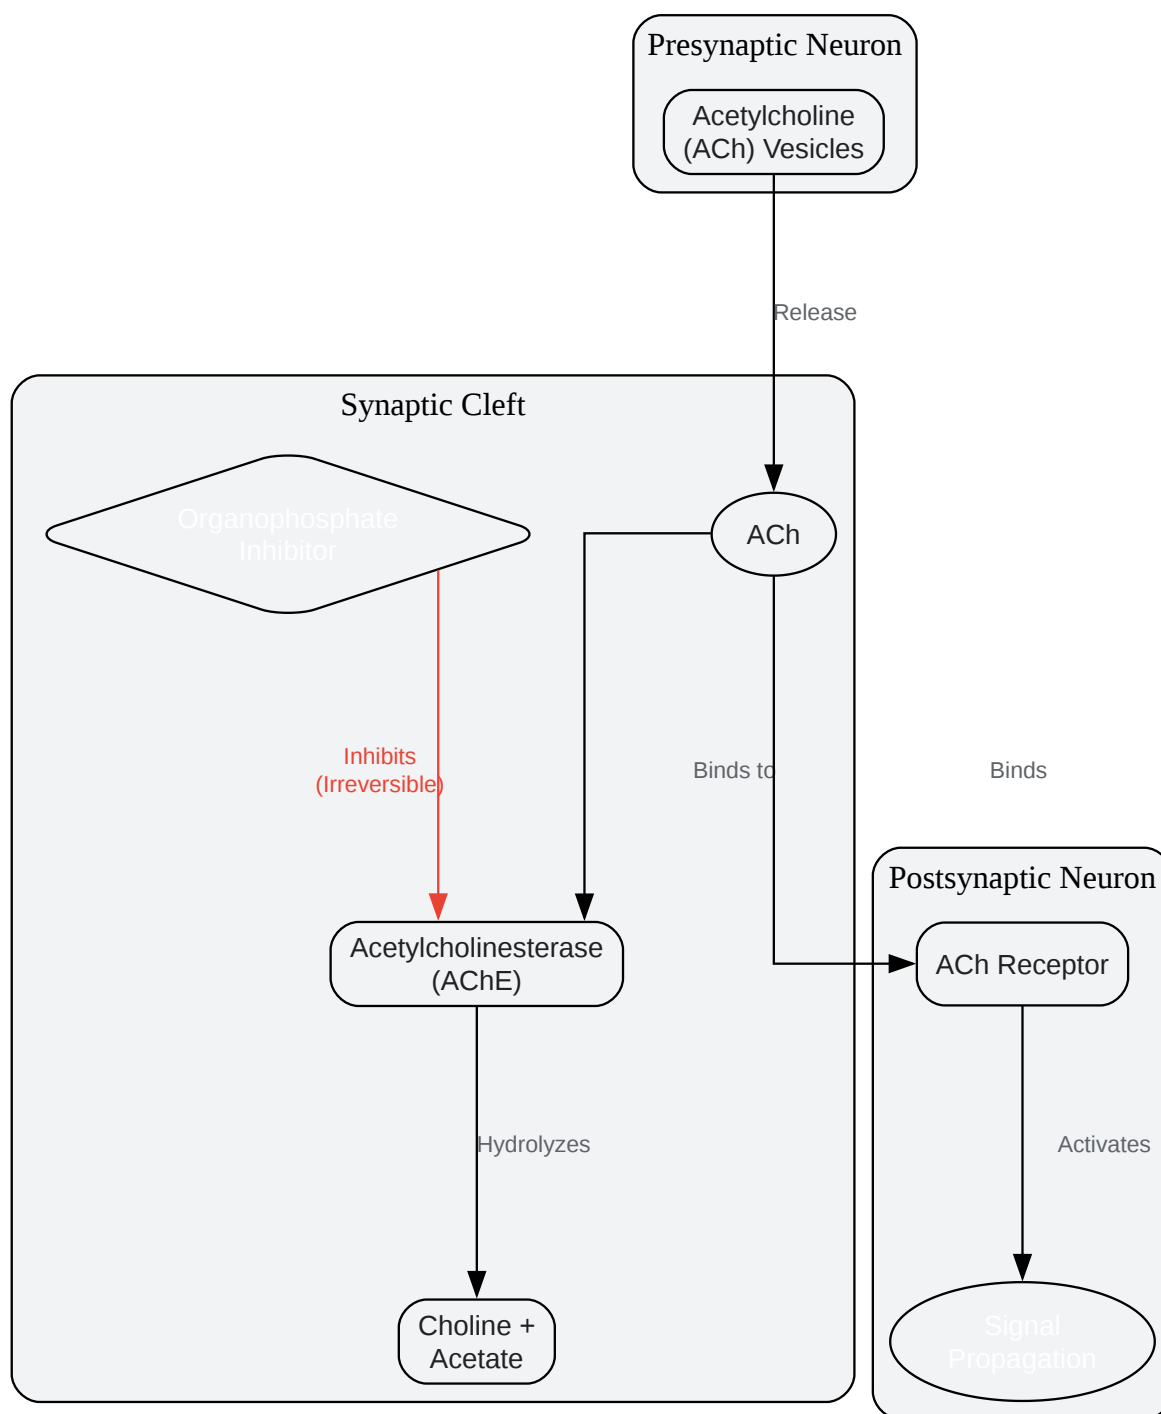 Presynaptic Neuron
Acetylcholine
(ACh) Vesicles
Release
Synaptic Cleft
Organophosphate
Inhibitor
ACh
Inhibits
(Irreversible)
Binds to
Binds
Postsynaptic Neuron
Acetylcholinesterase
(AChE)
ACh Receptor
Hydrolyzes
Activates
Choline +
Acetate
Signal
Propagation